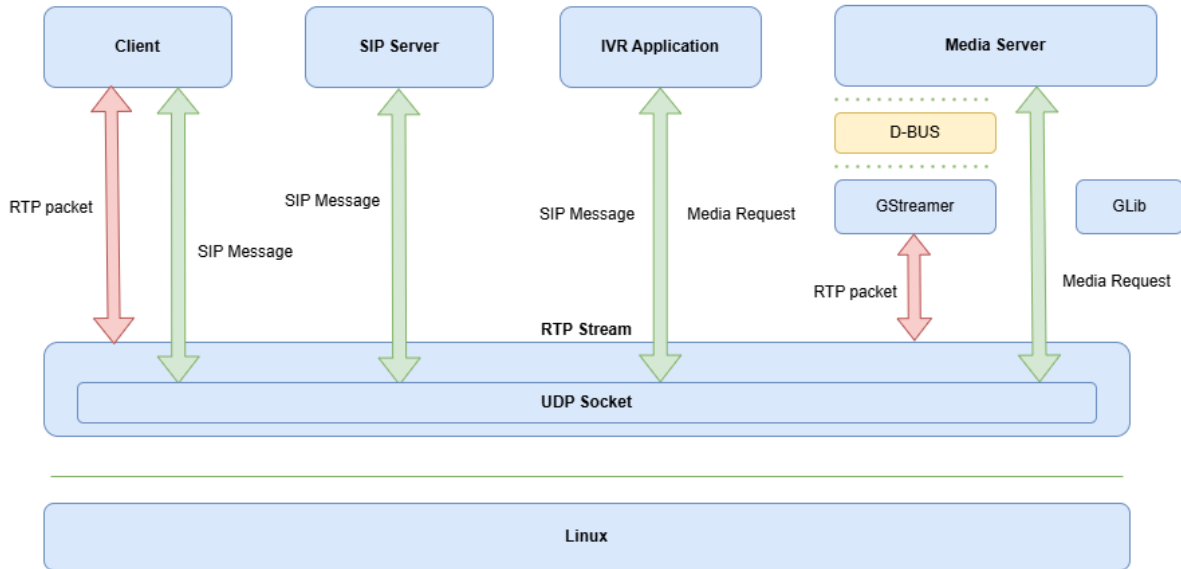 Client
SIP Server
IVR Application
Media Server
D-BUS
RTP packet
SIP Message
SIP Message
SIP Message
Media Request
GStreamer
GLib
RTP packet
Media Request
RTP Stream
UDP Socket
Linux